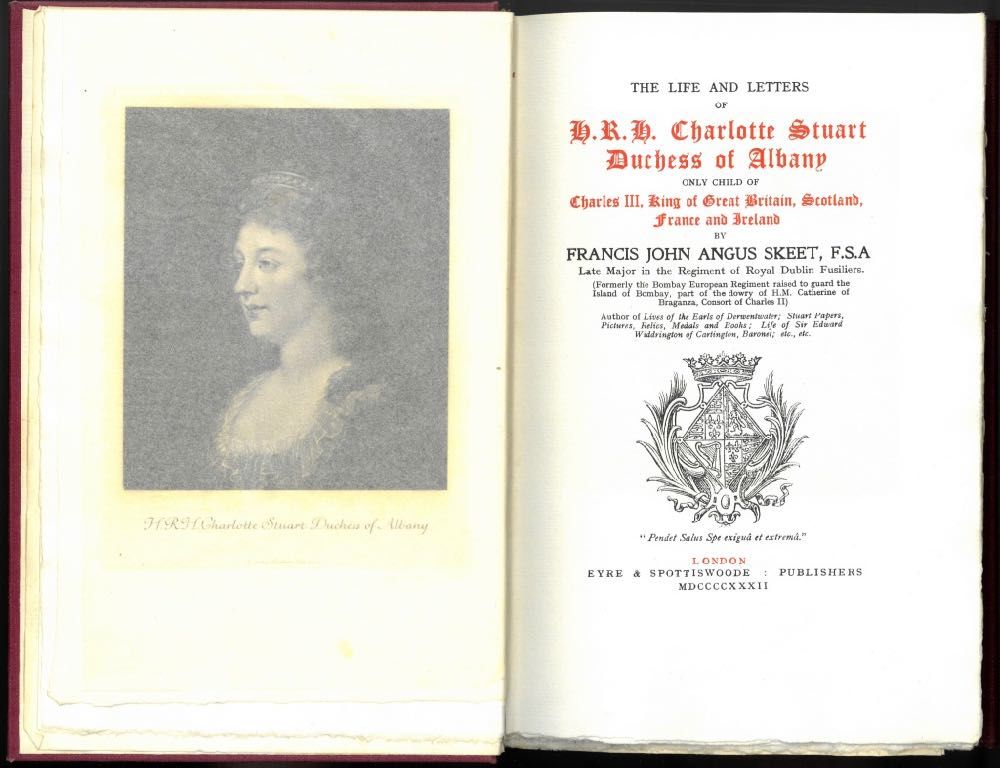 H.R.H. Charlotte Stuart Duchess of Albany
THE LIFE AND LETTERS
OF
H.R.H. Charlotte Stuart
Duchess of Albany
ONLY CHILD OF
Charles III, King of Great Britain, Scotland,
France and Ireland
BY
FRANCIS JOHN ANGUS SKEET, F.S.A
Late Major in the Regiment of Royal Dublin Fusiliers.
(Formerly the Bombay European Regiment raised to guard the
Island of Bombay, part of the dowry of H.M. Catherine of
Braganza, Consort of Charles II)
Author of Lives of the Earls of Derwentwater; Stuart Papers,
Pictures, Relics, Medals and Books; Life of Sir Edward
Widdrington of Cartington, Baronet; etc., etc.
"Pendet Salus Spe exiguâ et extremâ."
LONDON
EYRE & SPOTTISWOODE : PUBLISHERS
MDCCCCXXXII